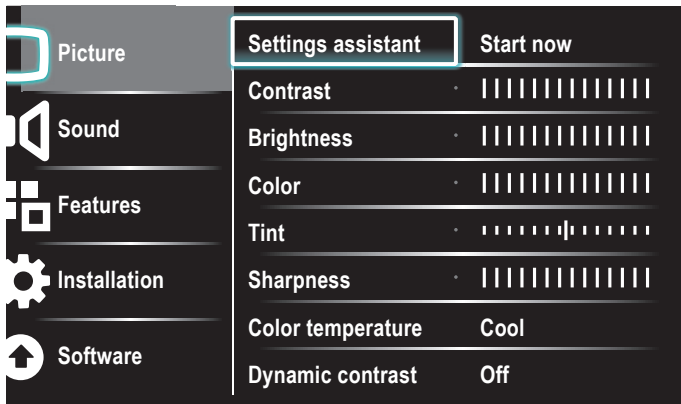 Picture
Sound
Features
Installation
Software
Settings assistant Start now
Contrast
Brightness
Color
Tint
Sharpness
Color temperature Cool
Dynamic contrast Off